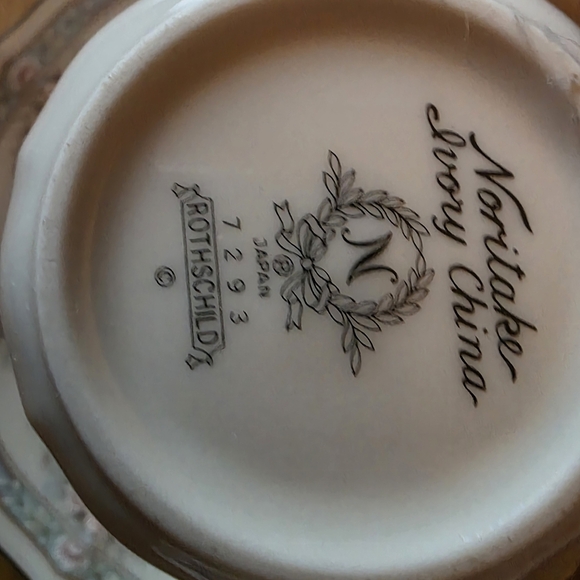 Noritake
Ivory China
N
®
JAPAN
7293
ROTHSCHILD
©